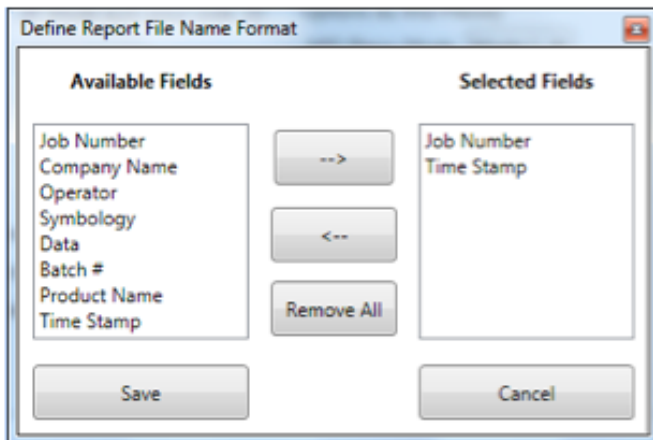 Define Report File Name Format
Available Fields
Selected Fields
Job Number
Company Name
Operator
Symbology
Data
Batch #
Product Name
Time Stamp
-->
<--
Remove All
Job Number
Time Stamp
Save
Cancel